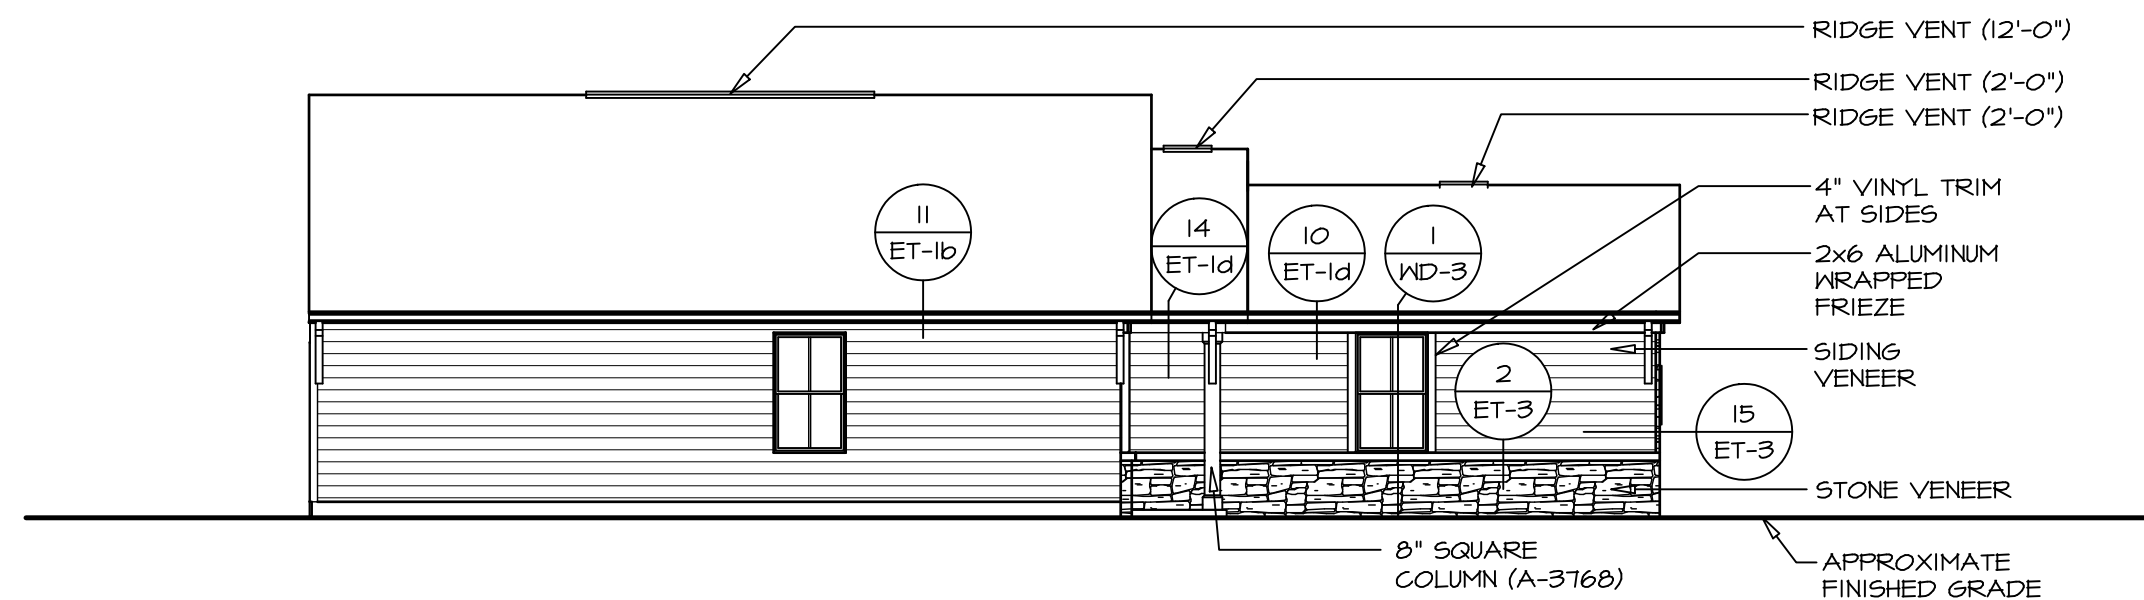 RIDGE VENT (12'-0")
RIDGE VENT (2'-0")
RIDGE VENT (2'-0")
4" VINYL TRIM
AT SIDES
2x6 ALUMINUM
WRAPPED
FRIEZE
SIDING
VENEER
11
ET-1b
14
ET-1d
10
ET-1d
1
WD-3
2
ET-3
15
ET-3
STONE VENEER
8" SQUARE
COLUMN (A-3768)
APPROXIMATE
FINISHED GRADE